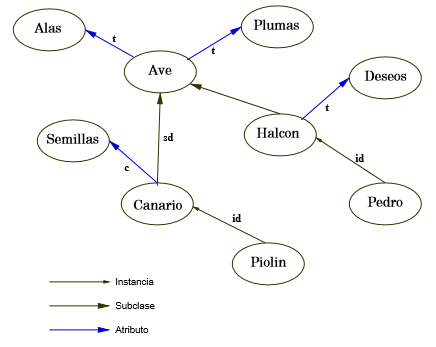 Alas
Plumas
t
t
Ave
Deseos
Semillas
sd
Halcon
t
c
id
Canario
Pedro
id
Piolin
Instancia
Subclase
Atributo